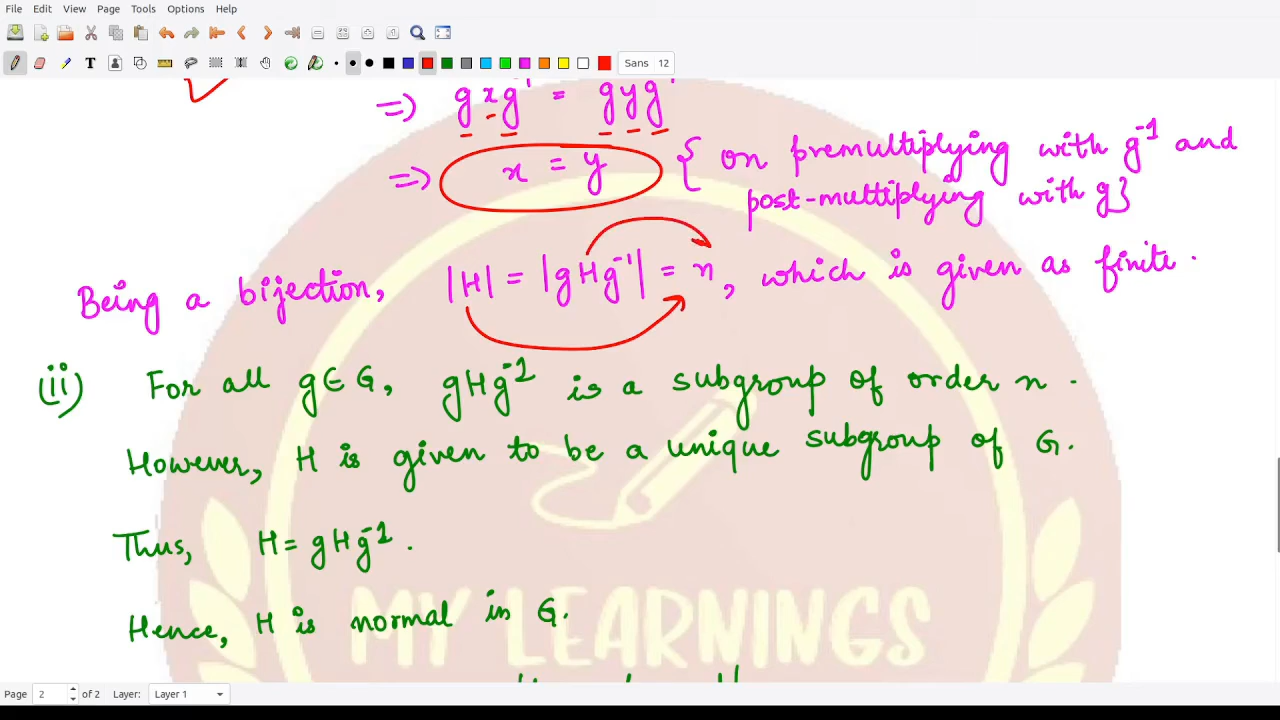 File Edit View Page Tools Options Help
Sans 12
=> g x g⁻¹ = g y g⁻¹
=> x = y { on premultiplying with g⁻¹ and
post-multiplying with g}
Being a bijection, |H| = |gHg⁻¹| = n, which is given as finite.
(ii) For all g∈G, gHg⁻¹ is a subgroup of order n.
However, H is given to be a unique subgroup of G.
Thus, H = gHg⁻¹.
Hence, H is normal in G.
MY LEARNINGS
Page 2 of 2 Layer: Layer 1